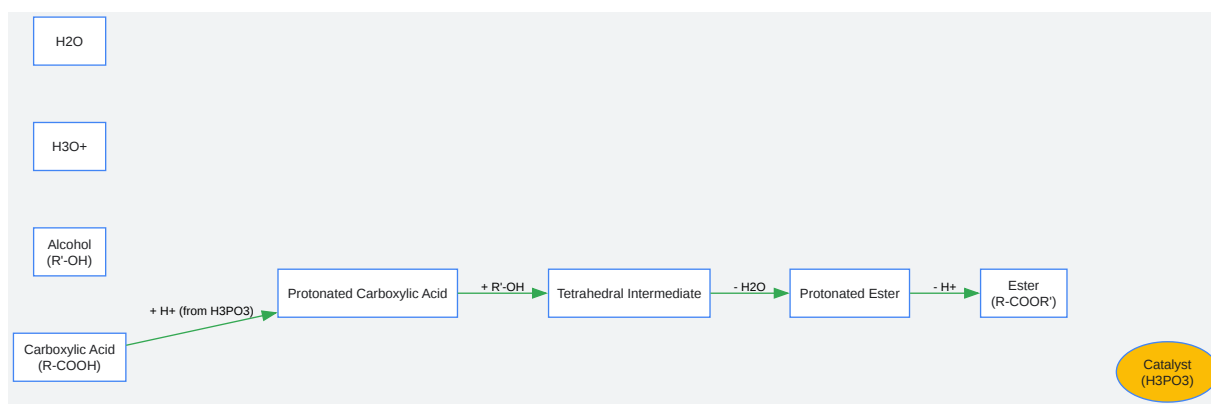 H2O
H3O+
Alcohol
(R'-OH)
Carboxylic Acid
(R-COOH)
+ H+ (from H3PO3)
Protonated Carboxylic Acid
+ R'-OH
Tetrahedral Intermediate
- H2O
Protonated Ester
- H+
Ester
(R-COOR')
Catalyst
(H3PO3)